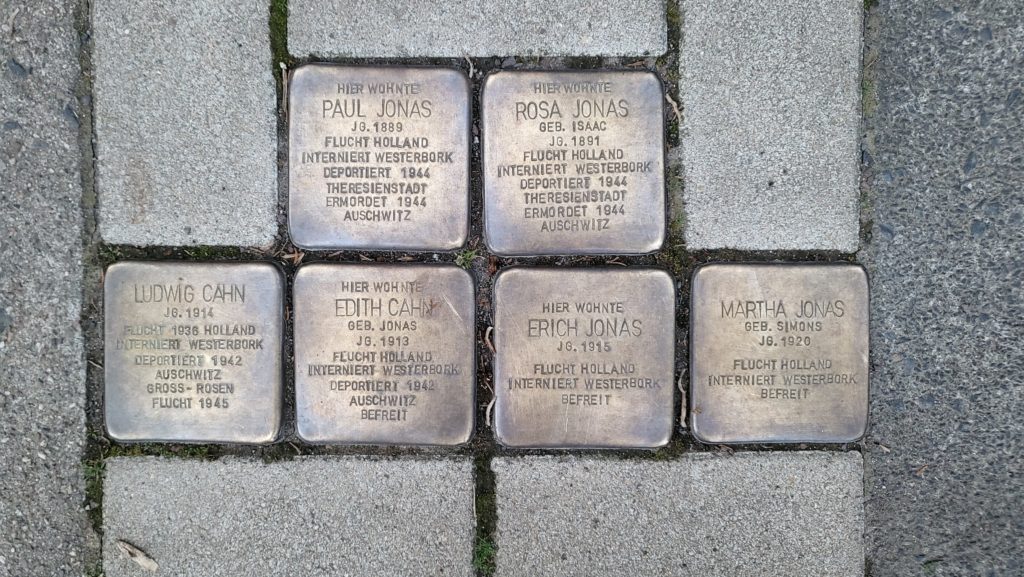 HIER WOHNTE
PAUL JONAS
JG. 1889
FLUCHT HOLLAND
INTERNIERT WESTERBORK
DEPORTIERT 1944
THERESIENSTADT
ERMORDET 1944
AUSCHWITZ
HIER WOHNTE
ROSA JONAS
GEB. ISAAC
JG. 1891
FLUCHT HOLLAND
INTERNIERT WESTERBORK
DEPORTIERT 1944
THERESIENSTADT
ERMORDET 1944
AUSCHWITZ
LUDWIG CAHN
JG. 1914
FLUCHT 1936 HOLLAND
INTERNIERT WESTERBORK
DEPORTIERT 1942
AUSCHWITZ
GROSS-ROSEN
FLUCHT 1945
HIER WOHNTE
EDITH CAHN
GEB. JONAS
JG. 1913
FLUCHT HOLLAND
INTERNIERT WESTERBORK
DEPORTIERT 1942
AUSCHWITZ
BEFREIT
HIER WOHNTE
ERICH JONAS
JG. 1915
FLUCHT HOLLAND
INTERNIERT WESTERBORK
BEFREIT
MARTHA JONAS
GEB. SIMONS
JG. 1920
FLUCHT HOLLAND
INTERNIERT WESTERBORK
BEFREIT